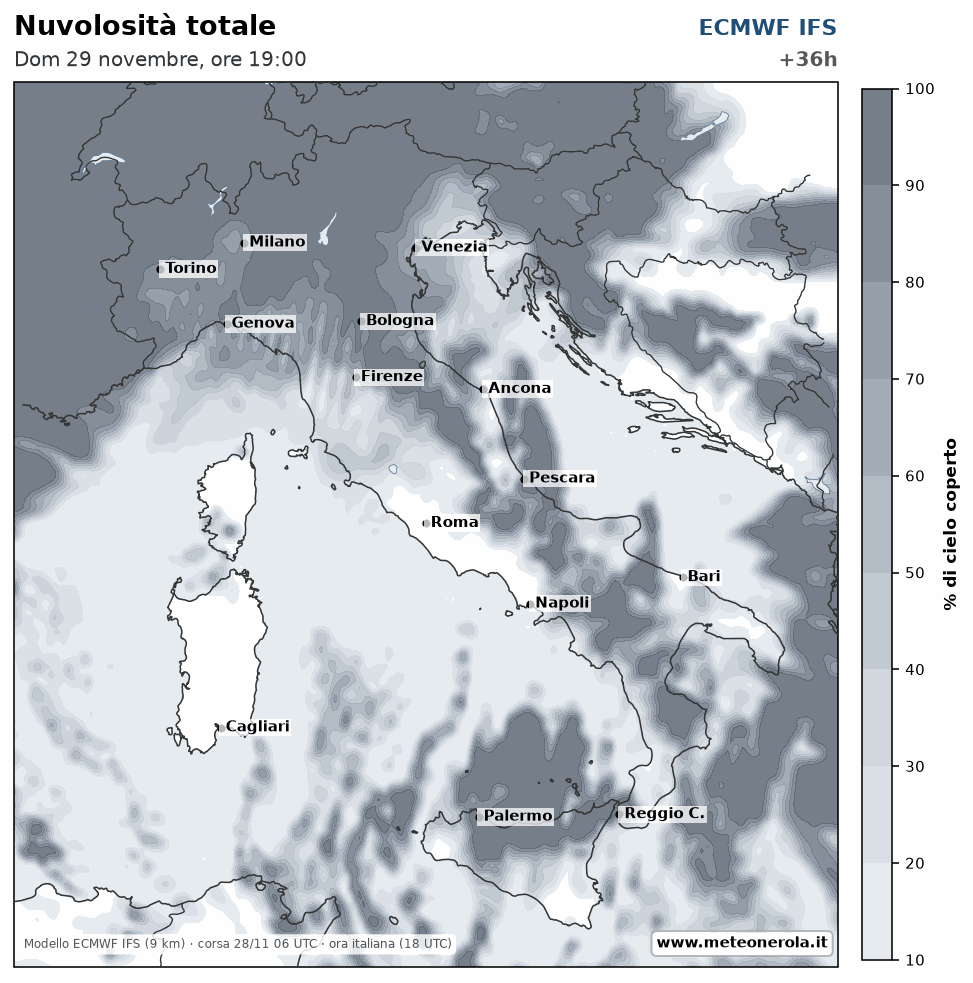 Nuvolosità totale
ECMWF IFS
Dom 29 novembre, ore 19:00
+36h
100
90
80
70
60
50
40
30
20
10
% di cielo coperto
Milano
Venezia
Torino
Genova
Bologna
Firenze
Ancona
Pescara
Roma
Bari
Napoli
Cagliari
Palermo
Reggio C.
Modello ECMWF IFS (9 km) · corsa 28/11 06 UTC · ora italiana (18 UTC)
www.meteonerola.it